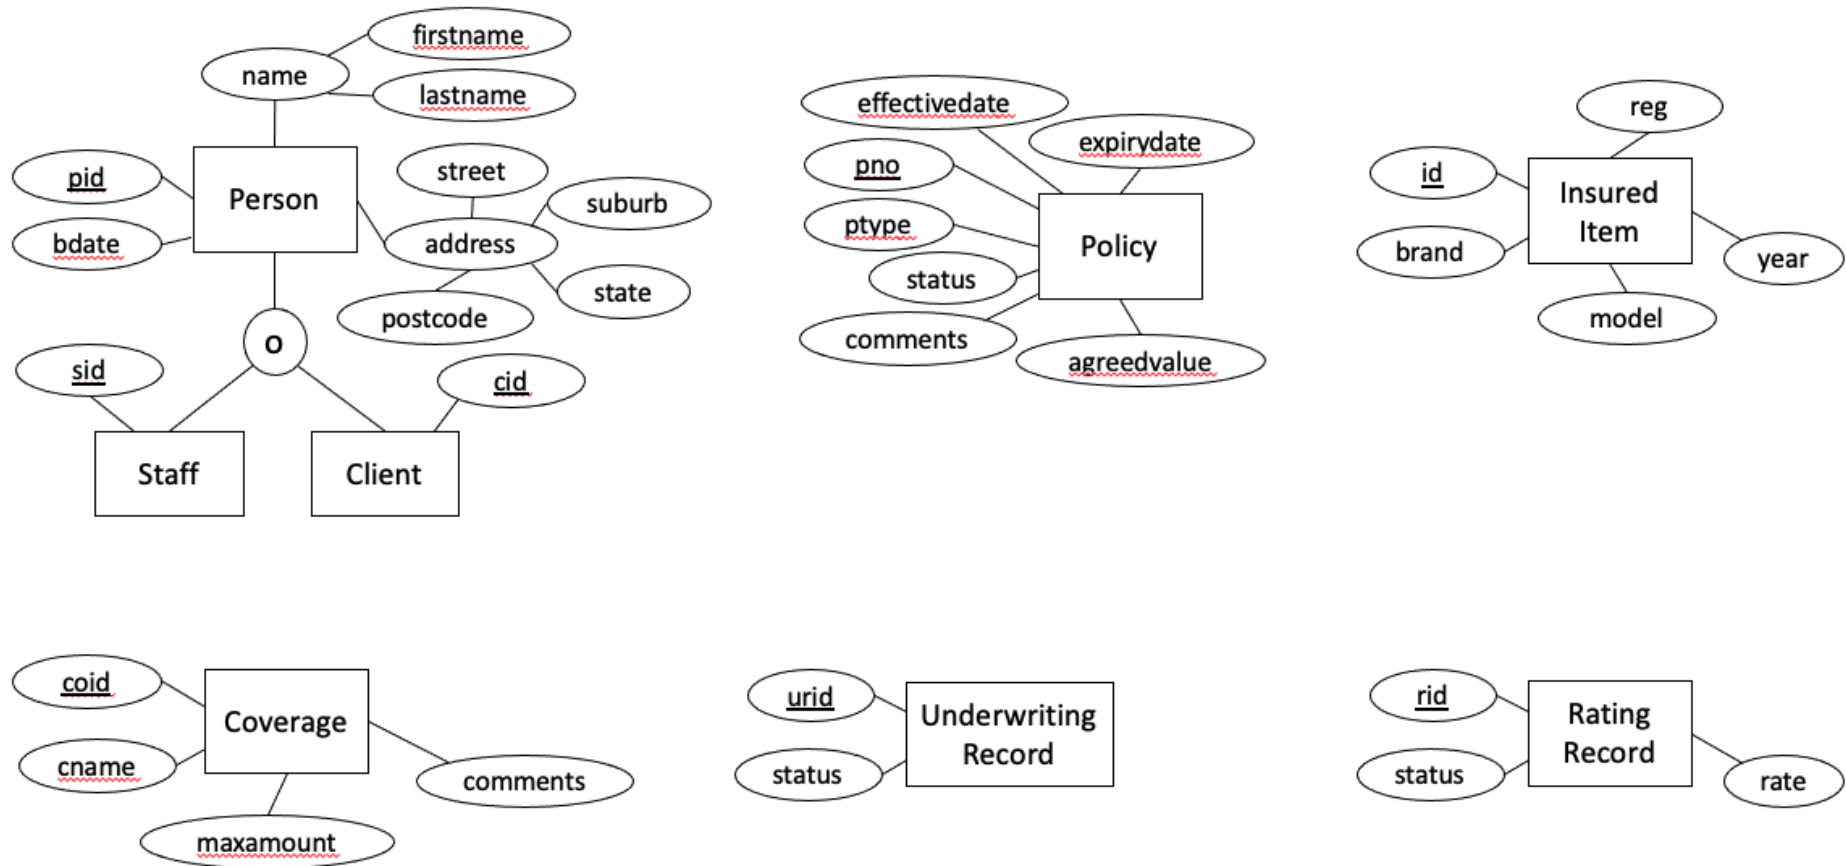 firstname
name
lastname
pid
Person
bdate
street
suburb
address
state
postcode
O
sid
cid
Staff
Client
effectivedate
expirydate
pno
ptype
Policy
status
comments
agreedvalue
reg
id
Insured
Item
brand
year
model
coid
Coverage
cname
comments
maxamount
urid
Underwriting
Record
status
rid
Rating
Record
status
rate